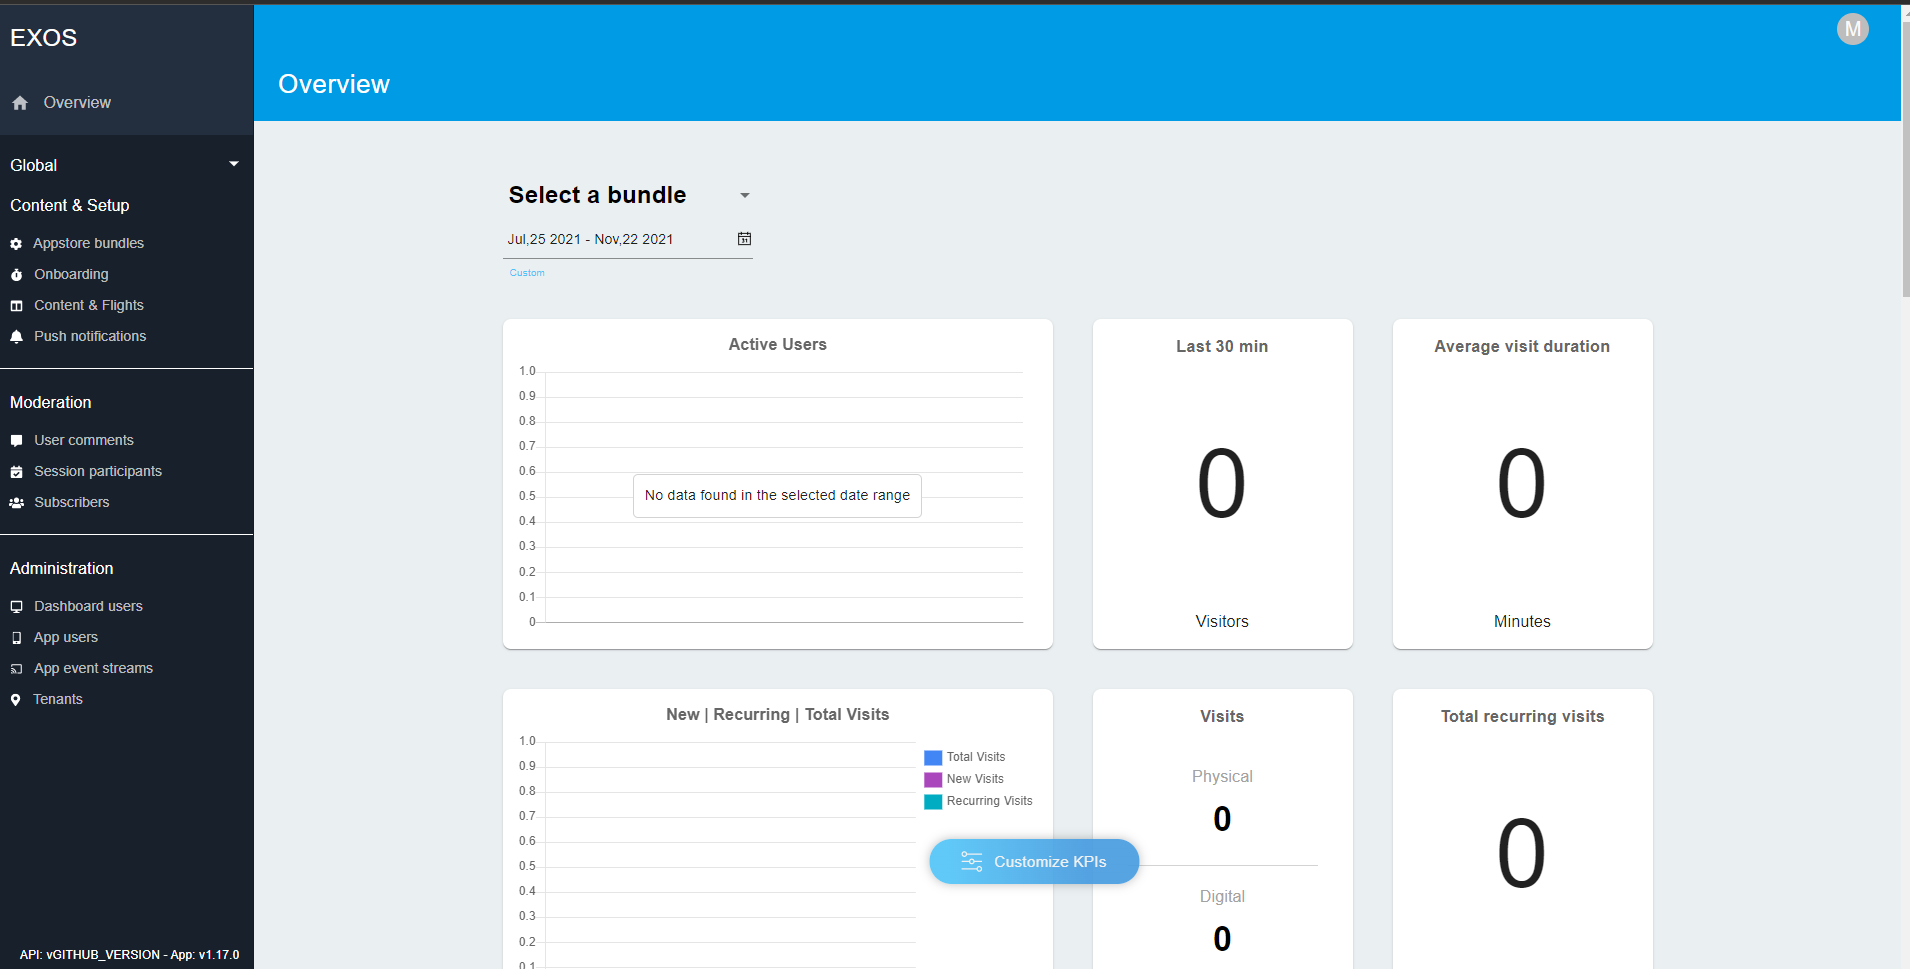 EXOS
M
Overview
Overview
Global
Content & Setup
Appstore bundles
Onboarding
Content & Flights
Push notifications
Moderation
User comments
Session participants
Subscribers
Administration
Dashboard users
App users
App event streams
Tenants
API: vGITHUB_VERSION - App: v1.17.0
Select a bundle
Jul,25 2021 - Nov,22 2021
31
Custom
Active Users
1.0
0.9
0.8
0.7
0.6
0.5
0.4
0.3
0.2
0.1
0
No data found in the selected date range
Last 30 min
0
Visitors
Average visit duration
0
Minutes
New | Recurring | Total Visits
1.0
0.9
0.8
0.7
0.6
0.5
0.4
0.3
0.2
0.1
Total Visits
New Visits
Recurring Visits
Customize KPIs
Visits
Physical
0
Digital
0
Total recurring visits
0